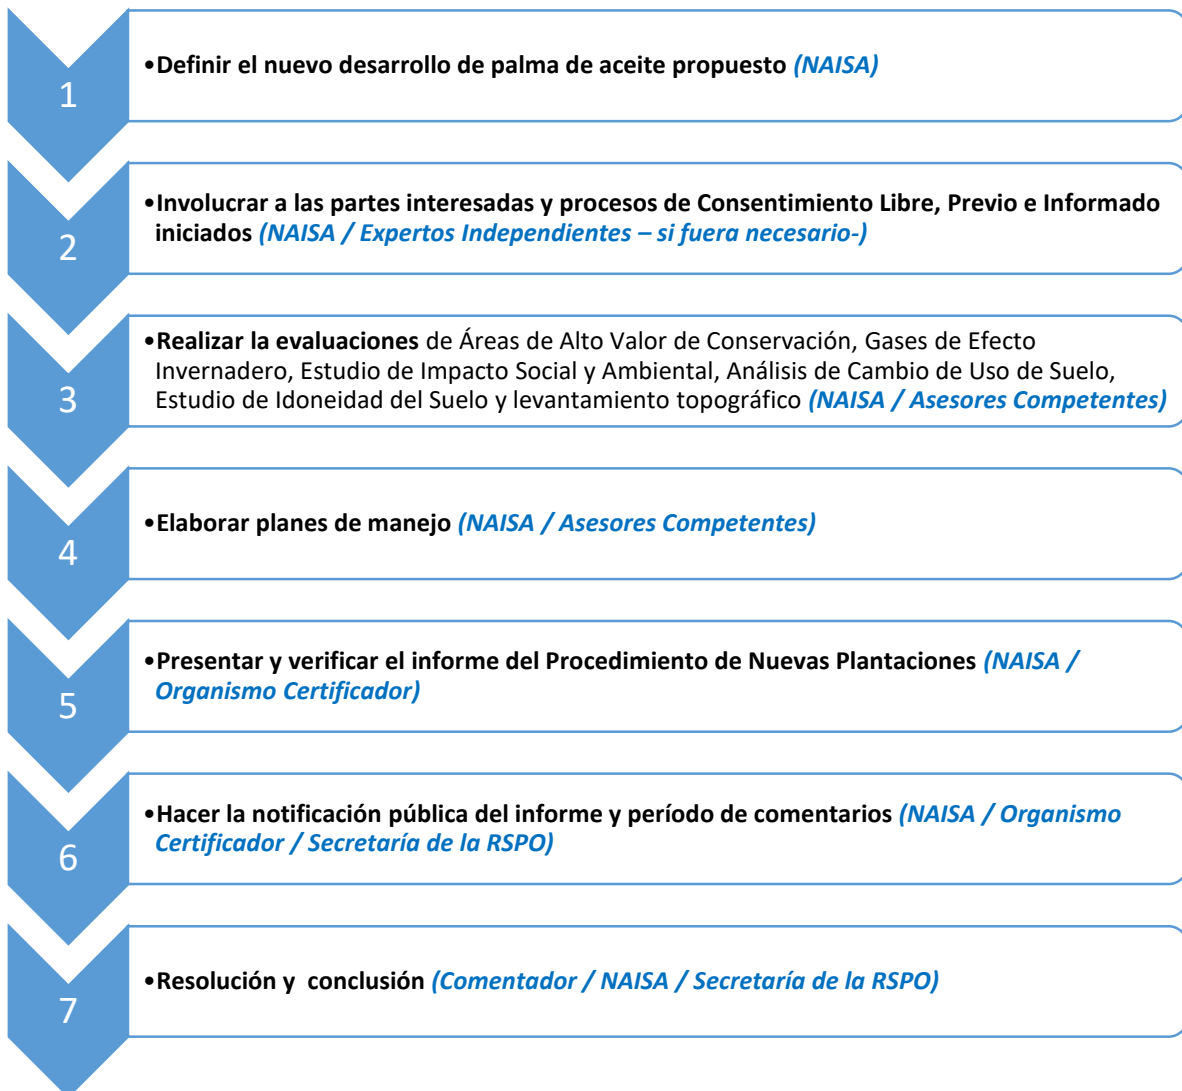 1
•Definir el nuevo desarrollo de palma de aceite propuesto (NAISA)
2
•Involucrar a las partes interesadas y procesos de Consentimiento Libre, Previo e Informado
iniciados (NAISA / Expertos Independientes – si fuera necesario-)
3
•Realizar la evaluaciones de Áreas de Alto Valor de Conservación, Gases de Efecto
Invernadero, Estudio de Impacto Social y Ambiental, Análisis de Cambio de Uso de Suelo,
Estudio de Idoneidad del Suelo y levantamiento topográfico (NAISA / Asesores Competentes)
4
•Elaborar planes de manejo (NAISA / Asesores Competentes)
5
•Presentar y verificar el informe del Procedimiento de Nuevas Plantaciones (NAISA /
Organismo Certificador)
6
•Hacer la notificación pública del informe y período de comentarios (NAISA / Organismo
Certificador / Secretaría de la RSPO)
7
•Resolución y conclusión (Comentador / NAISA / Secretaría de la RSPO)